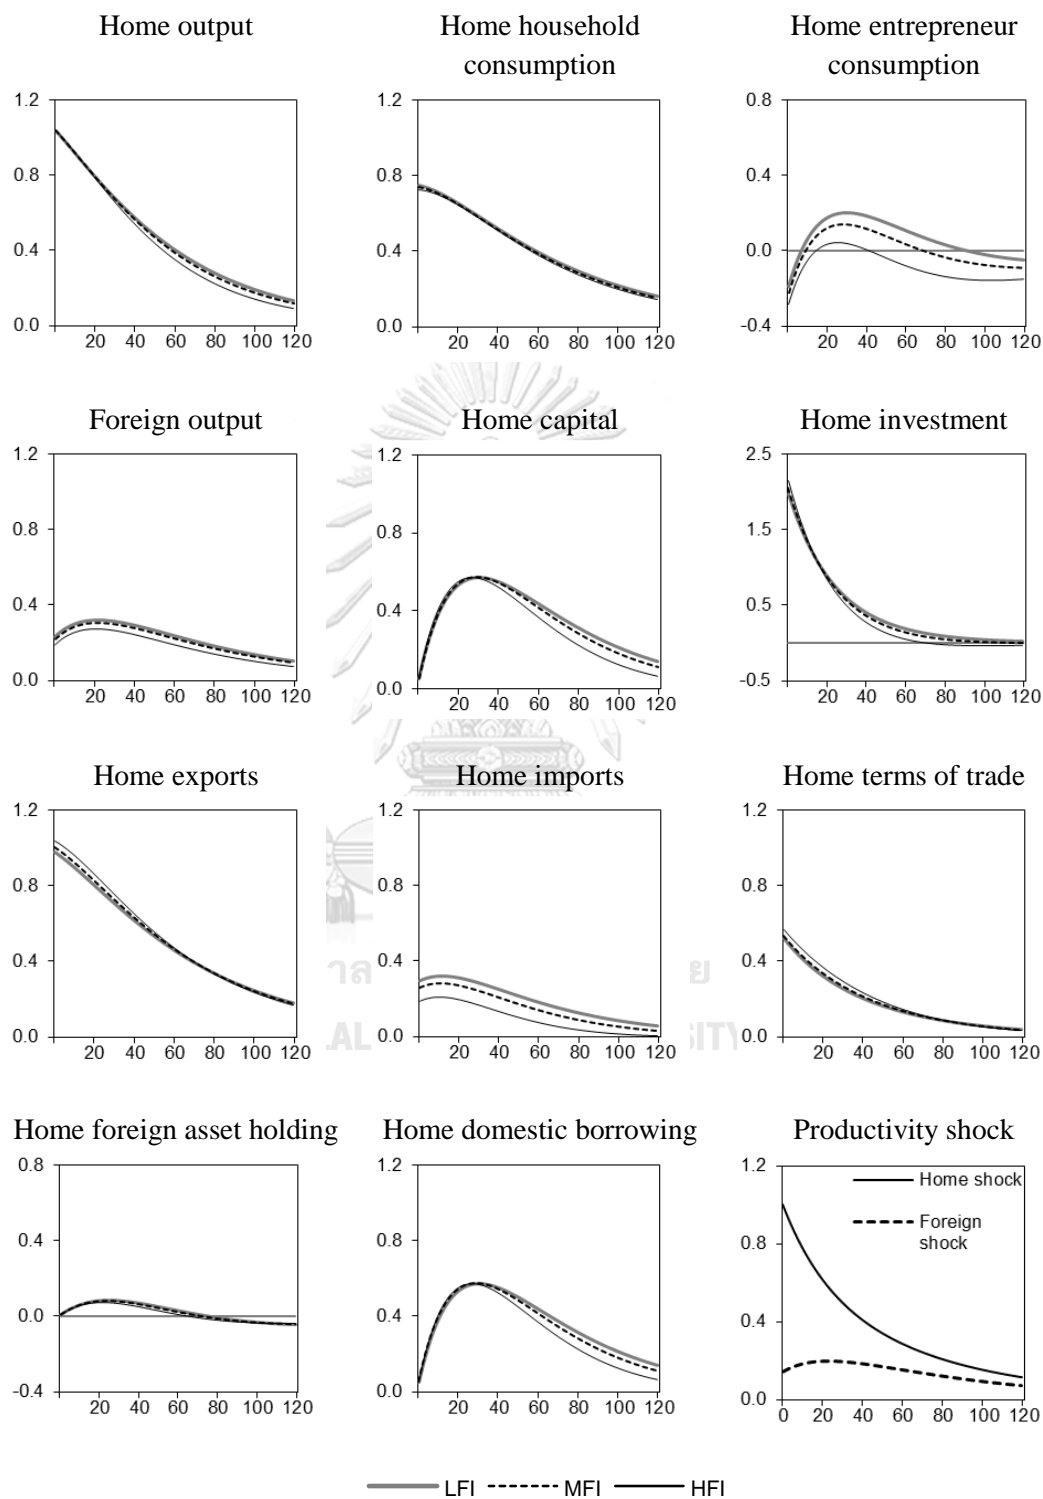 Home output
Home household
consumption
Home entrepreneur
consumption
1.2
0.8
0.4
0.0
20 40 60 80 100 120
1.2
0.8
0.4
0.0
20 40 60 80 100 120
0.8
0.4
0.0
-0.4
20 40 60 80 100 120
Foreign output
Home capital
Home investment
1.2
0.8
0.4
0.0
20 40 60 80 100 120
1.2
0.8
0.4
0.0
20 40 60 80 100 120
2.5
1.5
0.5
-0.5
20 40 60 80 100 120
Home exports
Home imports
Home terms of trade
1.2
0.8
0.4
0.0
20 40 60 80 100 120
1.2
0.8
0.4
0.0
20 40 60 80 100 120
1.2
0.8
0.4
0.0
20 40 60 80 100 120
Home foreign asset holding
Home domestic borrowing
Productivity shock
0.8
0.4
0.0
-0.4
20 40 60 80 100 120
1.2
0.8
0.4
0.0
20 40 60 80 100 120
1.2
0.8
0.4
0.0
0 20 40 60 80 100 120
Home shock
Foreign
shock
LFI MFI HFI